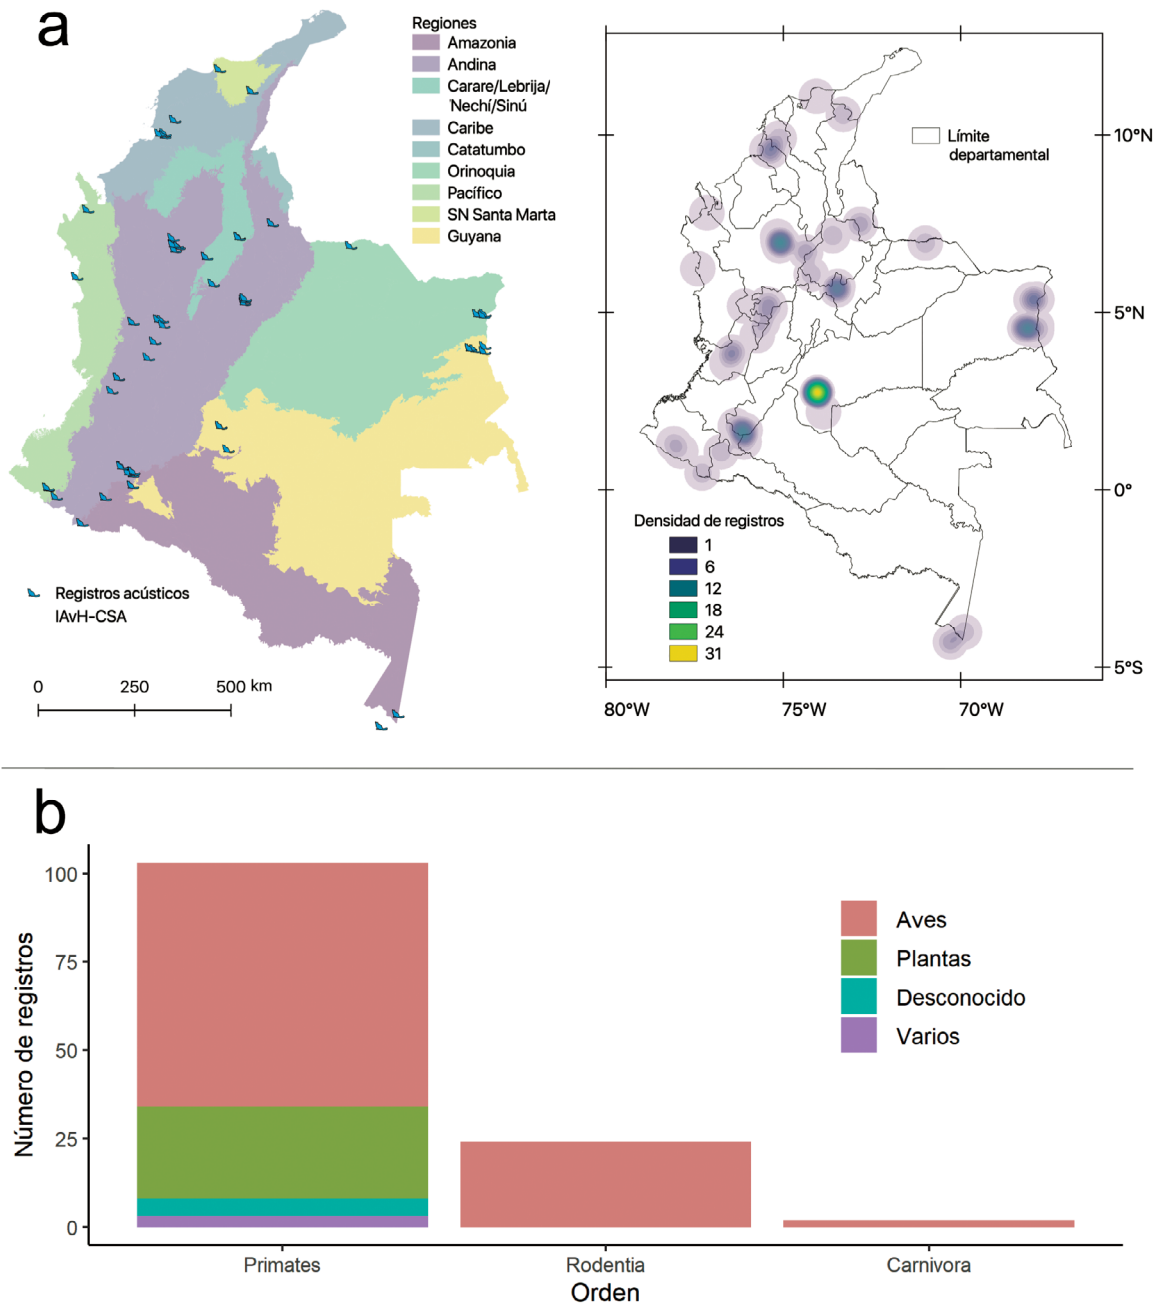 a
Regiones
Amazonia
Andina
Carare/Lebrija/
Nechí/Sinú
Caribe
Catatumbo
Orinoquia
Pacífico
SN Santa Marta
Guyana
Registros acústicos
IAvH-CSA
0 250 500 km
Límite
departamental
10°N
5°N
0°
5°S
Densidad de registros
1
6
12
18
24
31
80°W 75°W 70°W
b
Número de registros
100
75
50
25
0
Aves
Plantas
Desconocido
Varios
Primates Rodentia Carnivora
Orden